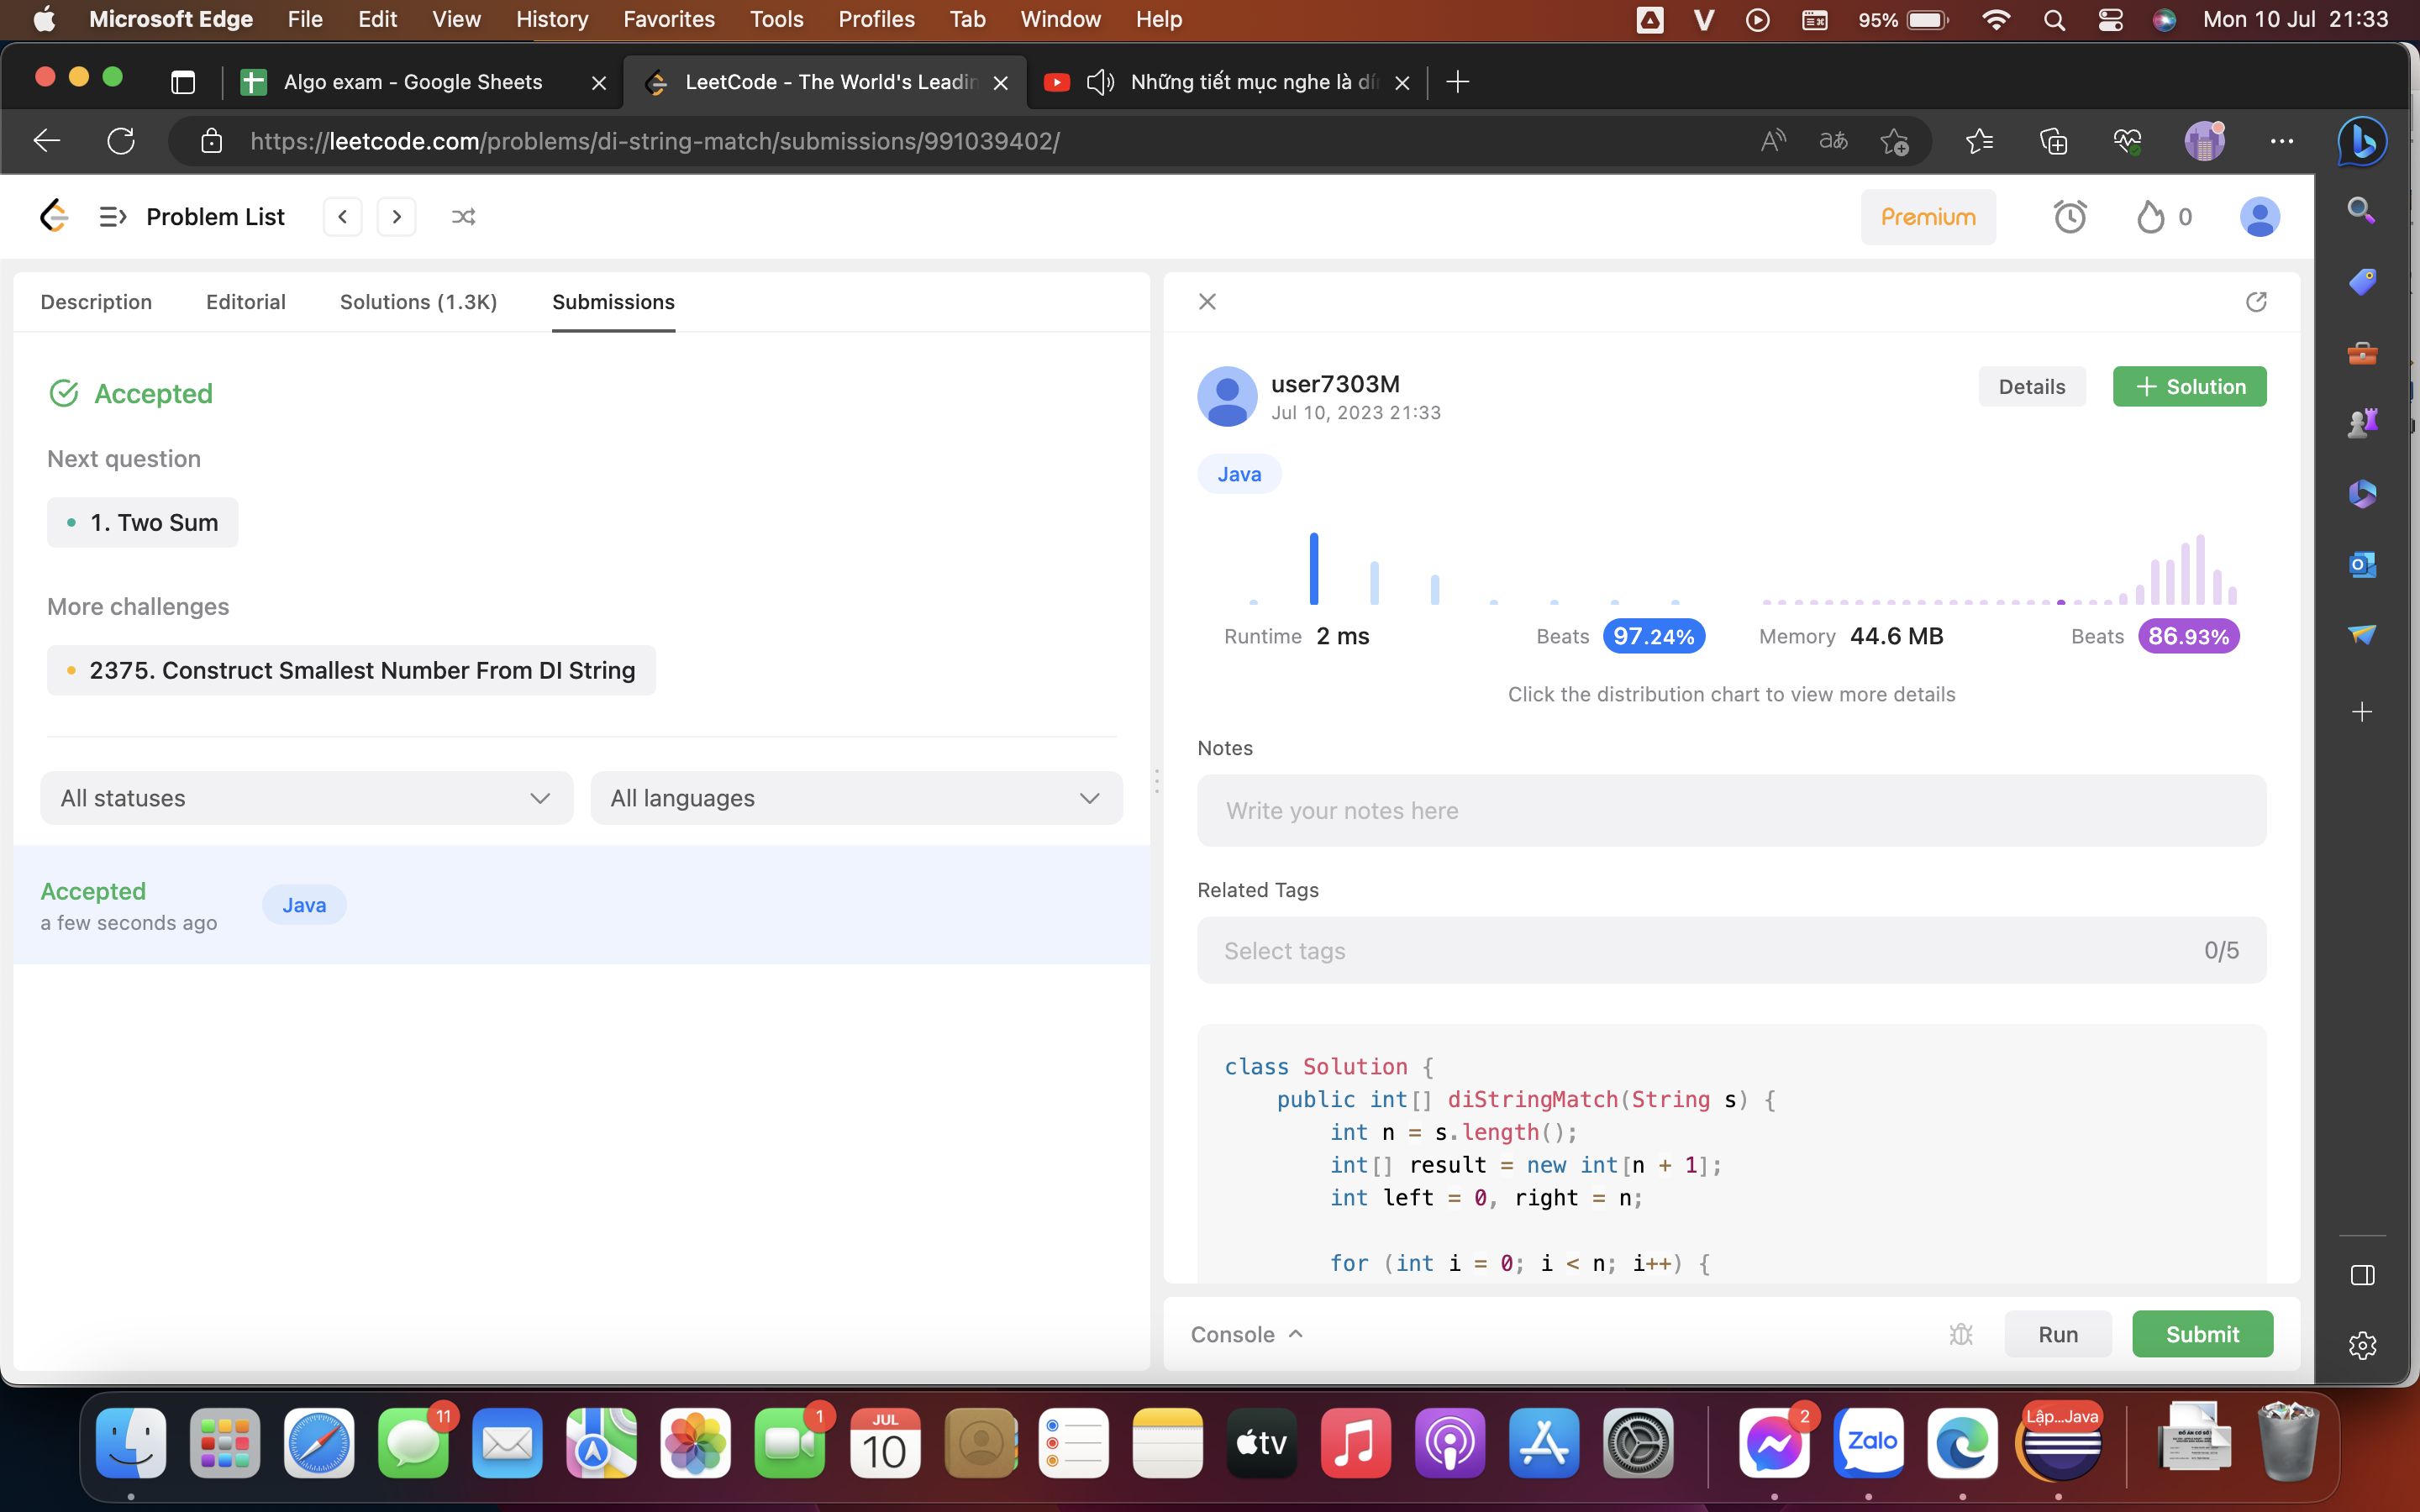 Microsoft Edge File Edit View History Favorites Tools Profiles Tab Window Help 95% Mon 10 Jul 21:33
Algo exam - Google Sheets LeetCode - The World's Leadin Những tiết mục nghe là
https://leetcode.com/problems/di-string-match/submissions/991039402/
Problem List Premium 0
Description Editorial Solutions (1.3K) Submissions
Accepted
Next question
1. Two Sum
More challenges
2375. Construct Smallest Number From DI String
All statuses All languages
Accepted
a few seconds ago
Java
user7303M
Jul 10, 2023 21:33
Details + Solution
Java
Runtime 2 ms Beats 97.24% Memory 44.6 MB Beats 86.93%
Click the distribution chart to view more details
Notes
Write your notes here
Related Tags
Select tags 0/5
class Solution {
public int[] diStringMatch(String s) {
int n = s.length();
int[] result = new int[n + 1];
int left = 0, right = n;
for (int i = 0; i < n; i++) {
Console Run Submit
11 1 JUL 10 tv 2 Zalo Lập...Java